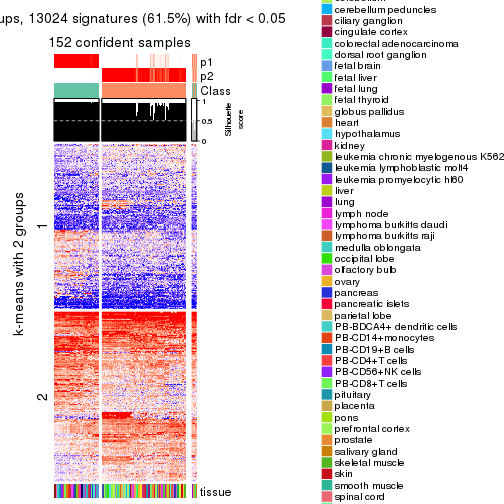 ups, 13024 signatures (61.5%) with fdr < 0.05
152 confident samples
p1
p2
Class
1
0.5
0
Silhouette
score
k-means with 2 groups
1
2
tissue
cerebellum peduncles
ciliary ganglion
cingulate cortex
colorectal adenocarcinoma
dorsal root ganglion
fetal brain
fetal liver
fetal lung
fetal thyroid
globus pallidus
heart
hypothalamus
kidney
leukemia chronic myelogenous K562
leukemia lymphoblastic molt4
leukemia promyelocytic hl60
liver
lung
lymph node
lymphoma burkitts daudi
lymphoma burkitts raji
medulla oblongata
occipital lobe
olfactory bulb
ovary
pancreas
pancreatic islets
parietal lobe
PB-BDCA4+ dendritic cells
PB-CD14+monocytes
PB-CD19+B cells
PB-CD4+T cells
PB-CD56+NK cells
PB-CD8+T cells
pituitary
placenta
pons
prefrontal cortex
prostate
salivary gland
skeletal muscle
skin
smooth muscle
spinal cord